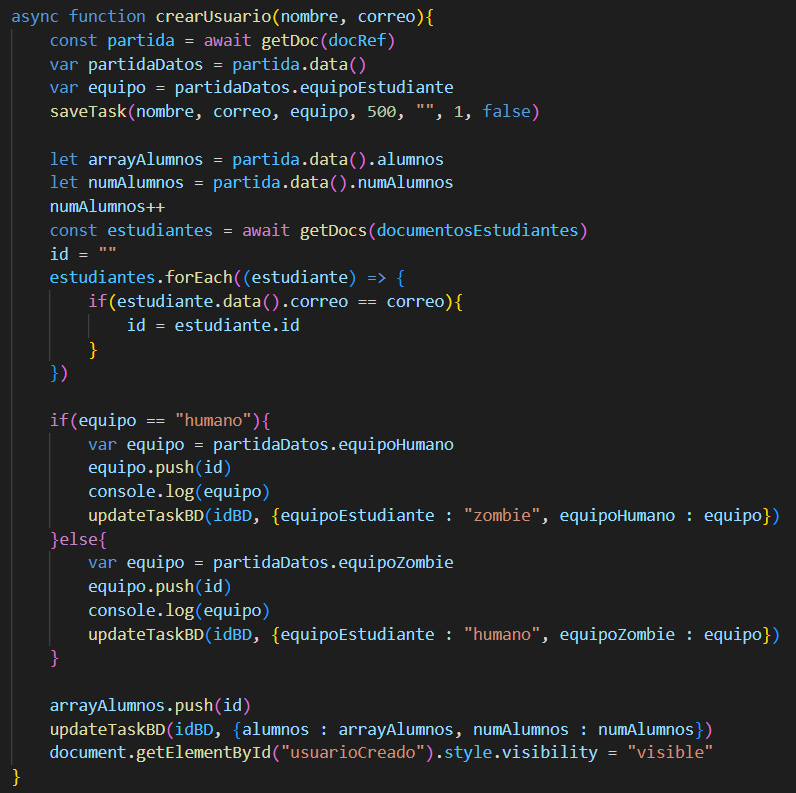 async function crearUsuario(nombre, correo){
    const partida = await getDoc(docRef)
    var partidaDatos = partida.data()
    var equipo = partidaDatos.equipoEstudiante
    saveTask(nombre, correo, equipo, 500, "", 1, false)

    let arrayAlumnos = partida.data().alumnos
    let numAlumnos = partida.data().numAlumnos
    numAlumnos++
    const estudiantes = await getDocs(documentosEstudiantes)
    id = ""
    estudiantes.forEach((estudiante) => {
        if(estudiante.data().correo == correo){
            id = estudiante.id
        }
    })

    if(equipo == "humano"){
        var equipo = partidaDatos.equipoHumano
        equipo.push(id)
        console.log(equipo)
        updateTaskBD(idBD, {equipoEstudiante : "zombie", equipoHumano : equipo})
    }else{
        var equipo = partidaDatos.equipoZombie
        equipo.push(id)
        console.log(equipo)
        updateTaskBD(idBD, {equipoEstudiante : "humano", equipoZombie : equipo})
    }

    arrayAlumnos.push(id)
    updateTaskBD(idBD, {alumnos : arrayAlumnos, numAlumnos : numAlumnos})
    document.getElementById("usuarioCreado").style.visibility = "visible"
}